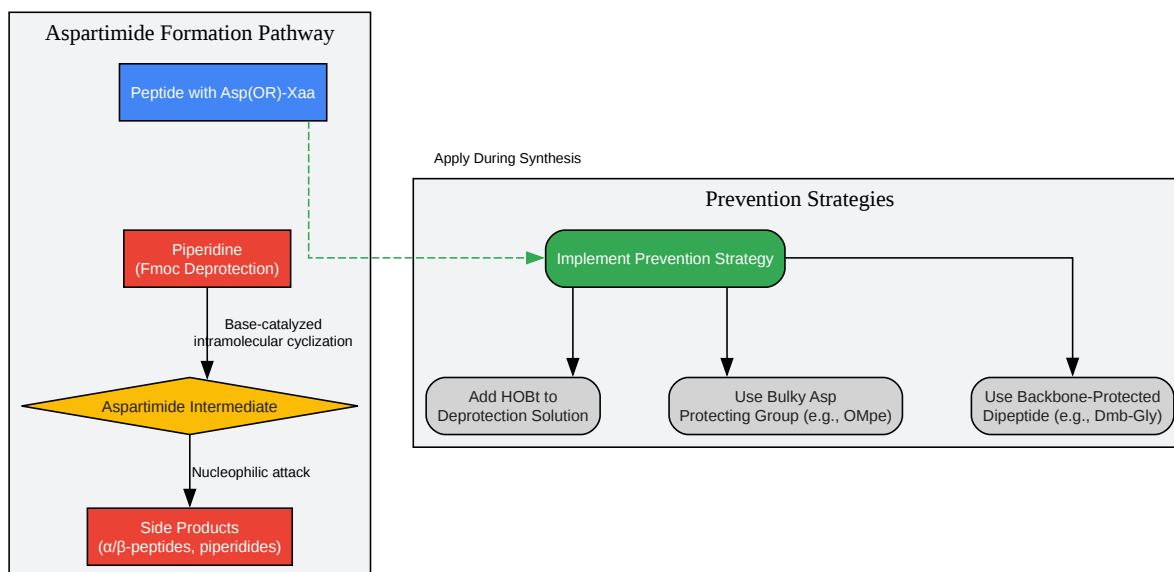 Aspartimide Formation Pathway
Peptide with Asp(OR)-Xaa
Piperidine
(Fmoc Deprotection)
Base-catalyzed
intramolecular cyclization
Aspartimide Intermediate
Nucleophilic attack
Side Products
(α/β-peptides, piperidides)
Apply During Synthesis
Prevention Strategies
Implement Prevention Strategy
Add HOBt to
Deprotection Solution
Use Bulky Asp
Protecting Group (e.g., OMpe)
Use Backbone-Protected
Dipeptide (e.g., Dmb-Gly)